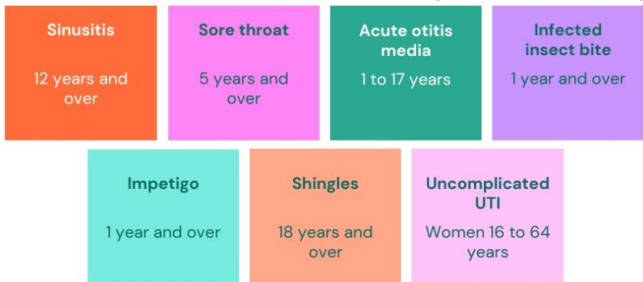 Sinusitis
12 years and
over
Sore throat
5 years and
over
Acute otitis
media
1 to 17 years
Infected
insect bite
1 year and over
Impetigo
1 year and over
Shingles
18 years and
over
Uncomplicated
UTI
Women 16 to 64
years